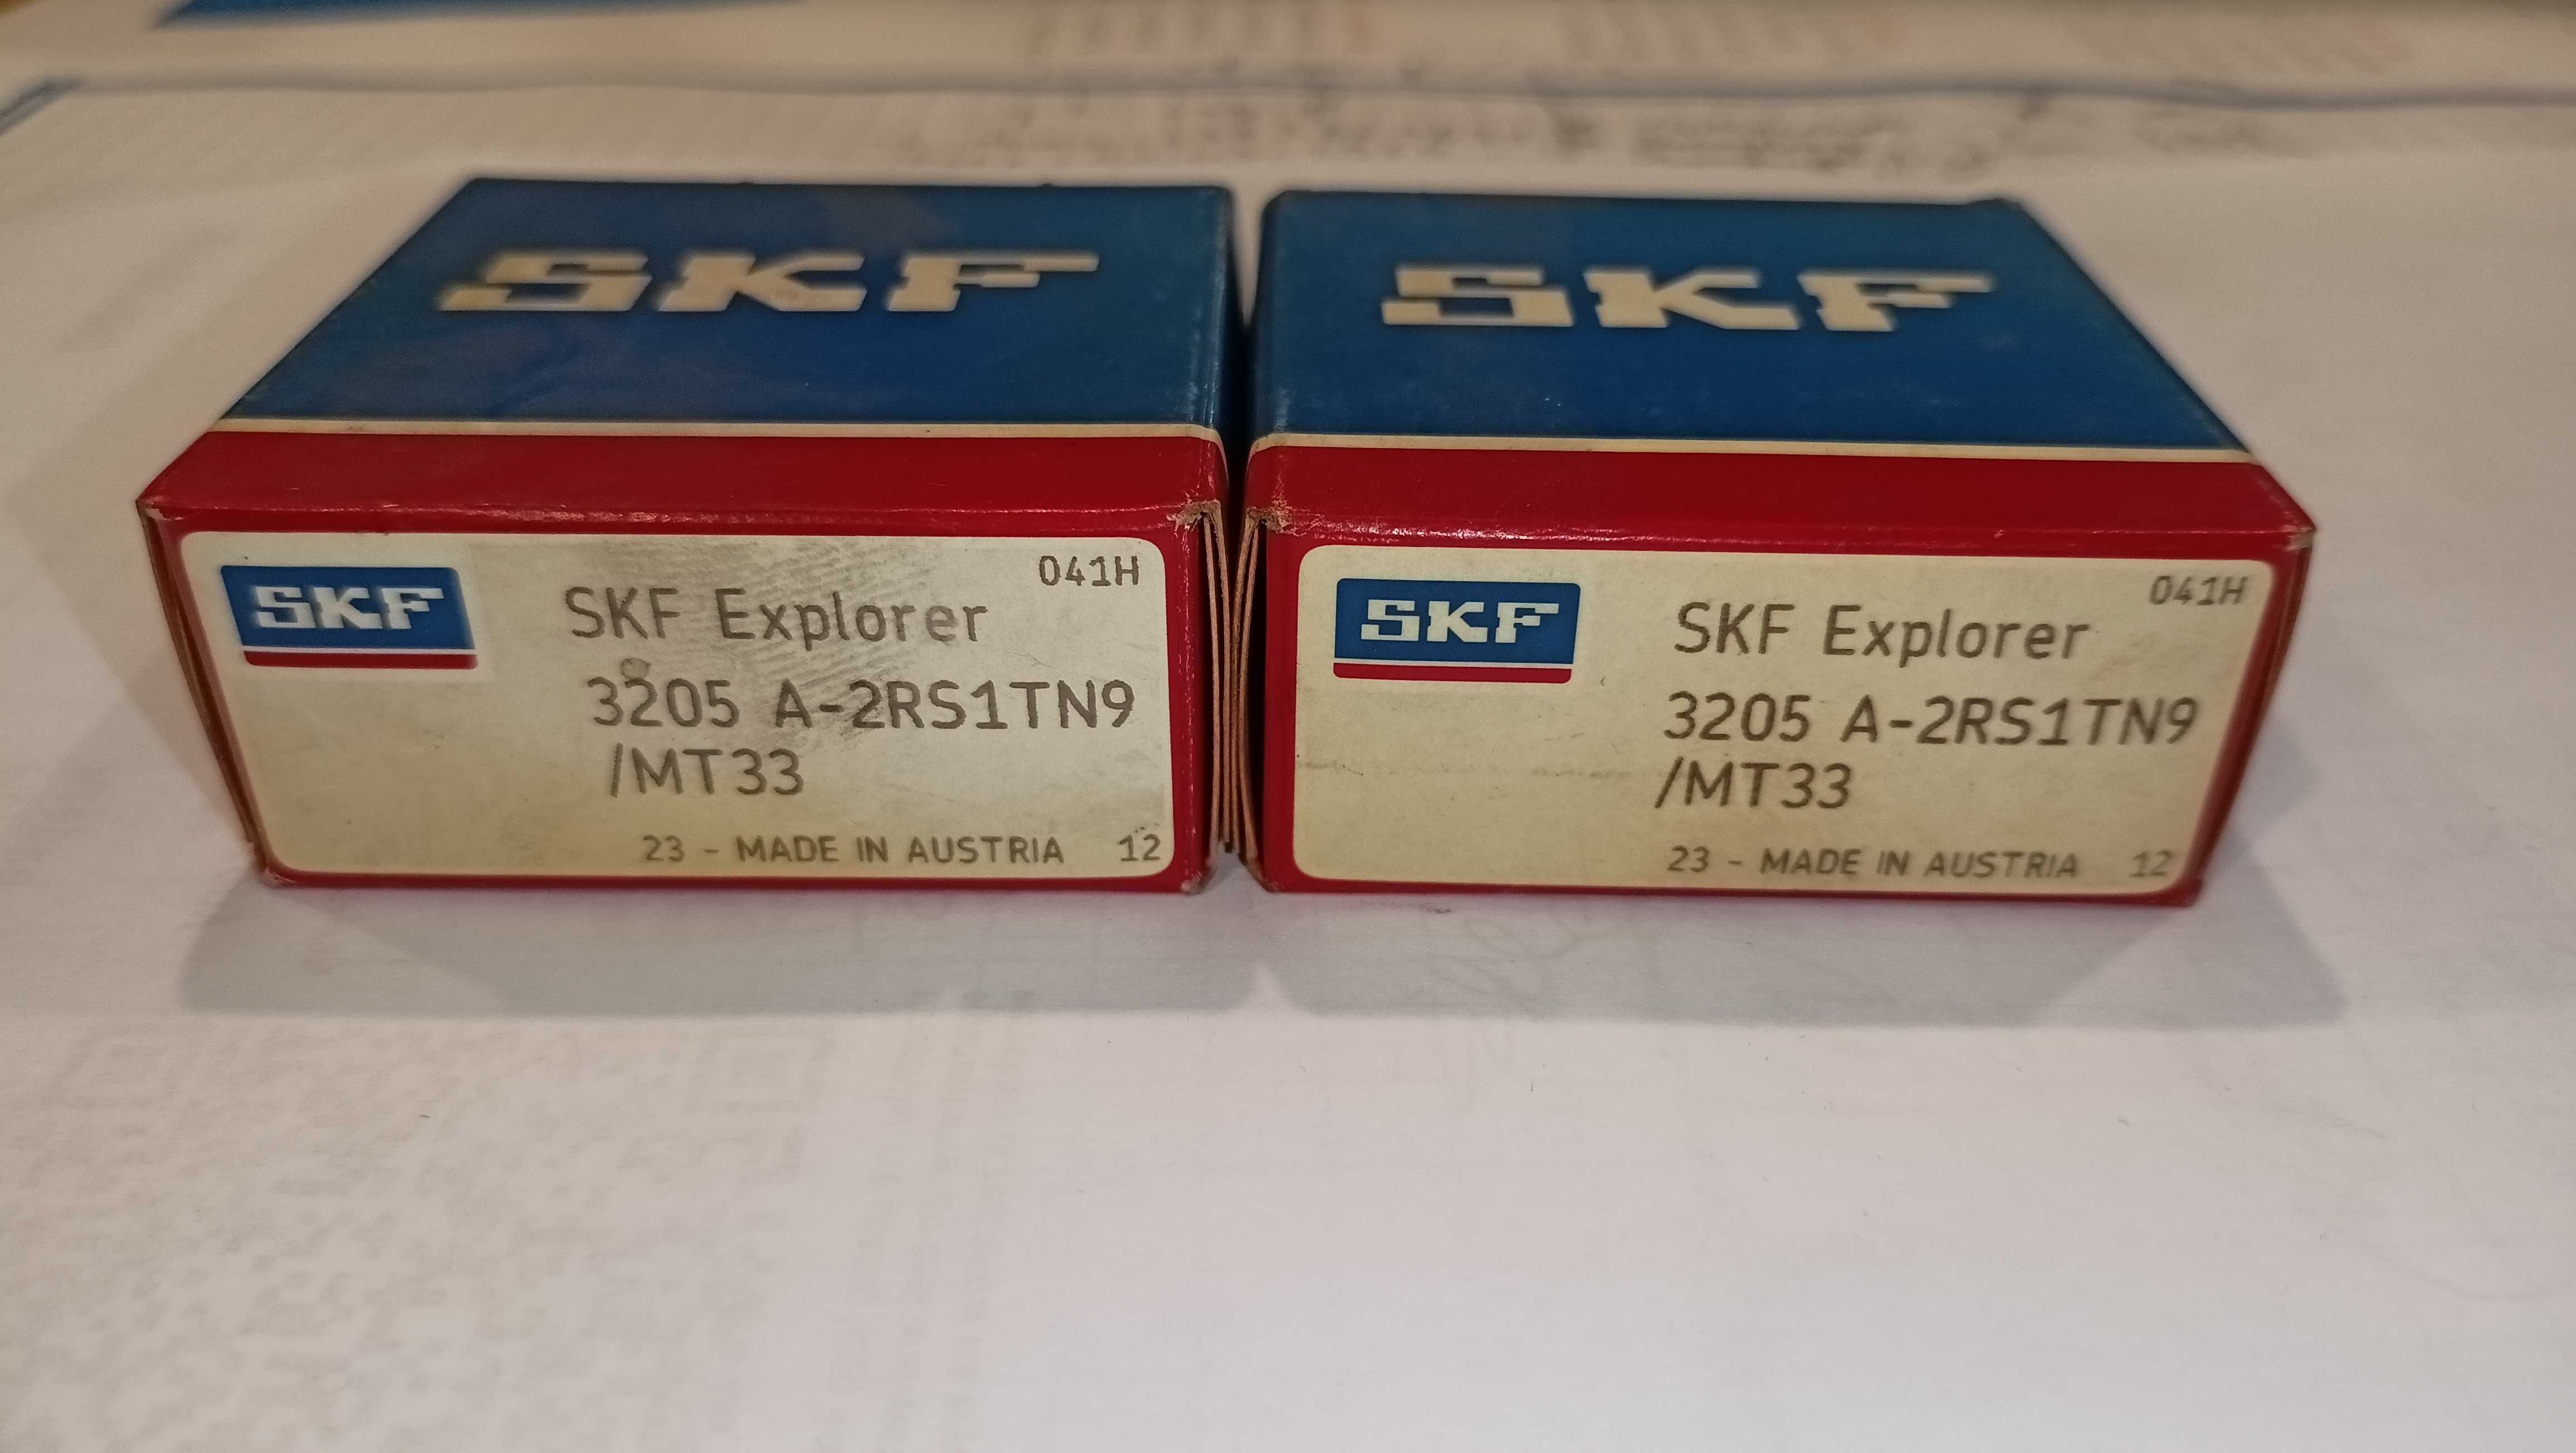 SKF
SKF
041H
SKF
SKF Explorer
3205 A-2RS1TN9
/MT33
23 - MADE IN AUSTRIA 12
041H
SKF
SKF Explorer
3205 A-2RS1TN9
/MT33
23 - MADE IN AUSTRIA 12